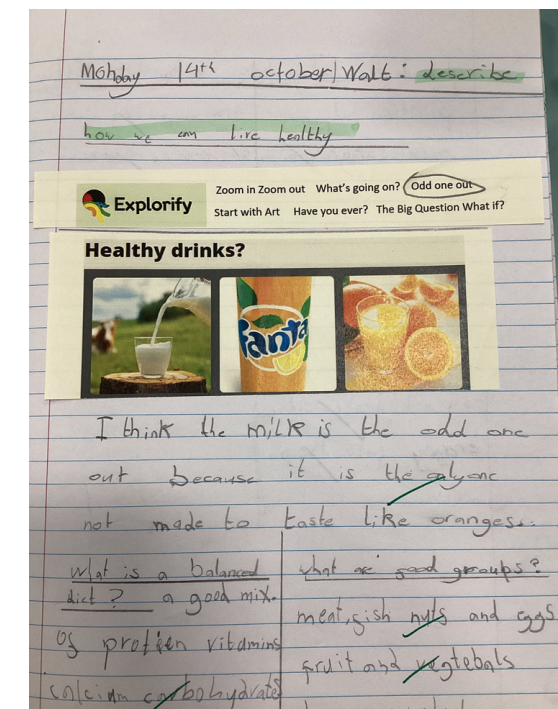 Monday 14th october/Walt: describe
how we can live healthy
Explorify
Zoom in Zoom out What's going on? Odd one out
Start with Art Have you ever? The Big Question What if?
Healthy drinks?
Fanta
I think the milk is the odd one
out because it is the only one
not made to taste like oranges.
What is a balanced
diet? a good mix
of protien vitamins
calcium carbohydrate
what are food groups?
meat, fish nuts and eggs
fruit and vegtebals